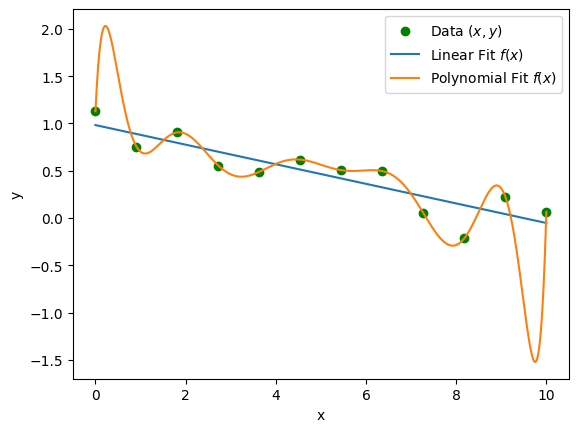 Data (x, y)
Linear Fit f(x)
Polynomial Fit f(x)
2.0
1.5
1.0
0.5
0.0
−0.5
−1.0
−1.5
y
0 2 4 6 8 10
x